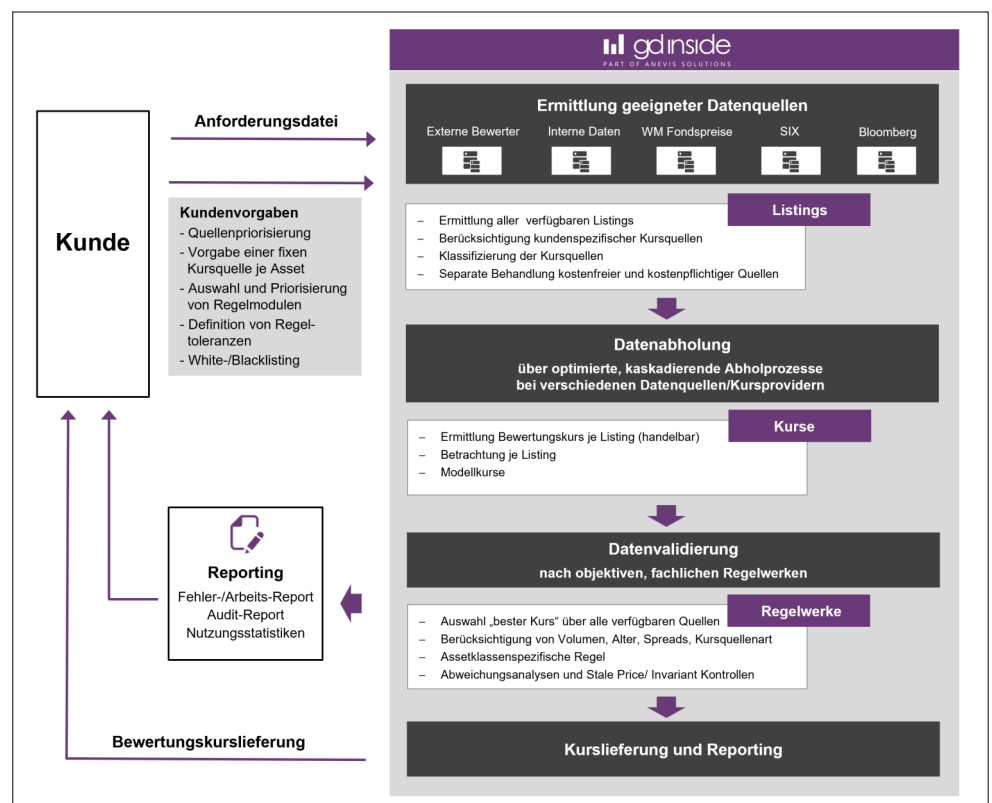 gd inside
PART OF ANEVIS SOLUTIONS
Kunde
Anforderungsdatei
Kundenvorgaben
- Quellenpriorisierung
- Vorgabe einer fixen
Kursquelle je Asset
- Auswahl und Priorisierung
von Regelmodulen
- Definition von Regel-
toleranzen
- White-/Blacklisting
Ermittlung geeigneter Datenquellen
Externe Bewerter Interne Daten WM Fondspreise SIX Bloomberg
Listings
– Ermittlung aller verfügbaren Listings
– Berücksichtigung kundenspezifischer Kursquellen
– Klassifizierung der Kursquellen
– Separate Behandlung kostenfreier und kostenpflichtiger Quellen
Datenabholung
über optimierte, kaskadierende Abholprozesse
bei verschiedenen Datenquellen/Kursprovidern
Kurse
– Ermittlung Bewertungskurs je Listing (handelbar)
– Betrachtung je Listing
– Modellkurse
Datenvalidierung
nach objektiven, fachlichen Regelwerken
Regelwerke
– Auswahl „bester Kurs“ über alle verfügbaren Quellen
– Berücksichtigung von Volumen, Alter, Spreads, Kursquellenart
– Assetklassenspezifische Regel
– Abweichungsanalysen und Stale Price/ Invariant Kontrollen
Kurslieferung und Reporting
Reporting
Fehler-/Arbeits-Report
Audit-Report
Nutzungsstatistiken
Bewertungskurslieferung